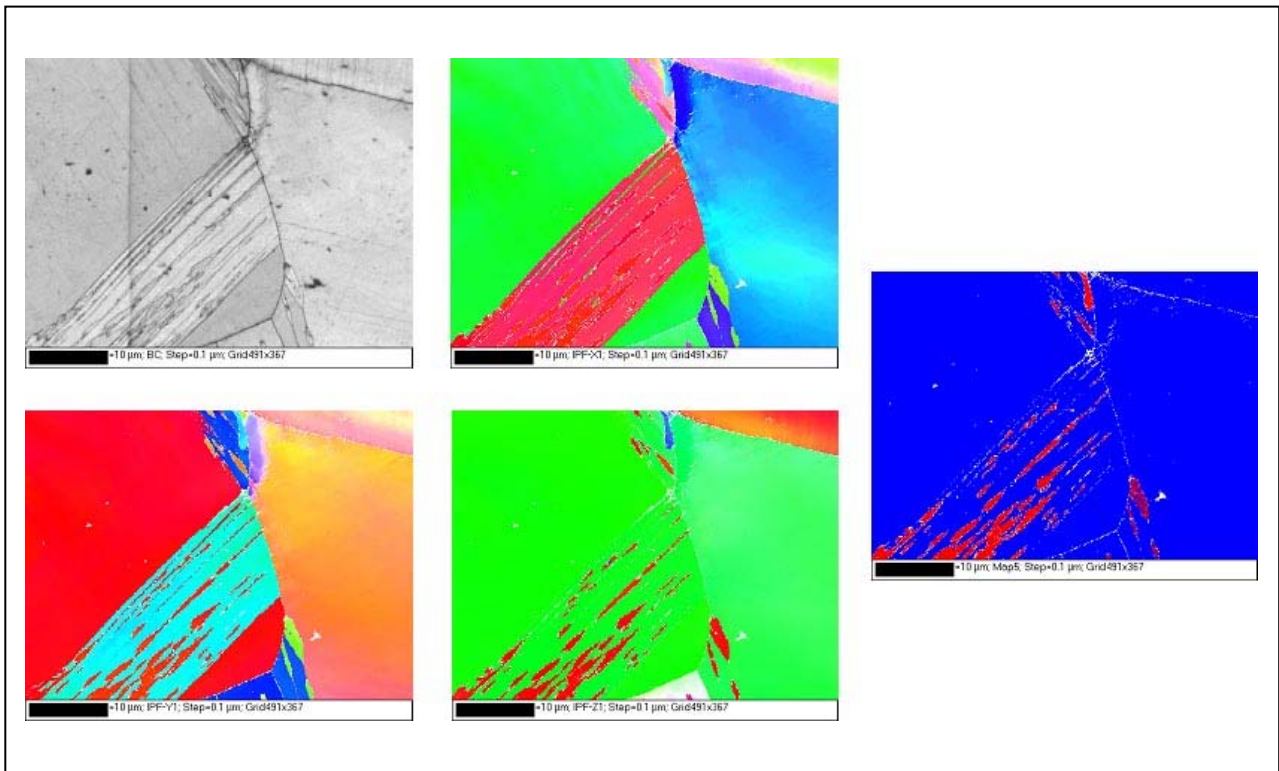 =10 µm; BC; Step=0.1 µm; Grid491x367
=10 µm; IPF-X1; Step=0.1 µm; Grid491x367
=10 µm; Map5; Step=0.1 µm; Grid491x367
=10 µm; IPF-Y1; Step=0.1 µm; Grid491x367
=10 µm; IPF-Z1; Step=0.1 µm; Grid491x367